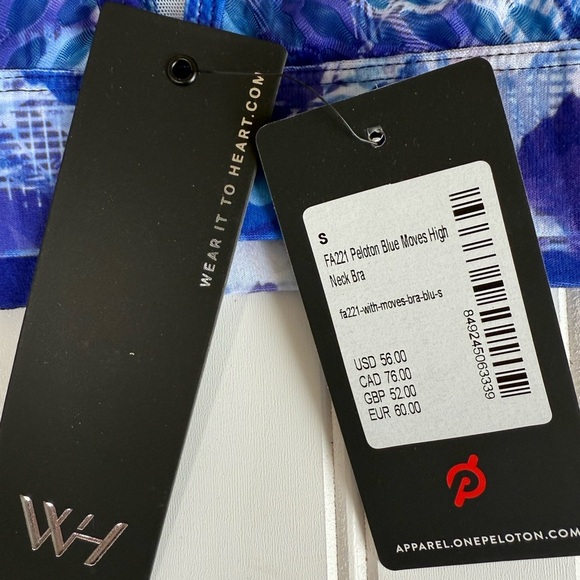 WEAR IT TO HEART.COM
WH
S
FA221 Peloton Blue Moves High
Neck Bra
fa221-with-moves-bra-blu-s
USD 56.00
CAD 76.00
GBP 52.00
EUR 60.00
849245063339
APPAREL.ONEPELOTON.COM